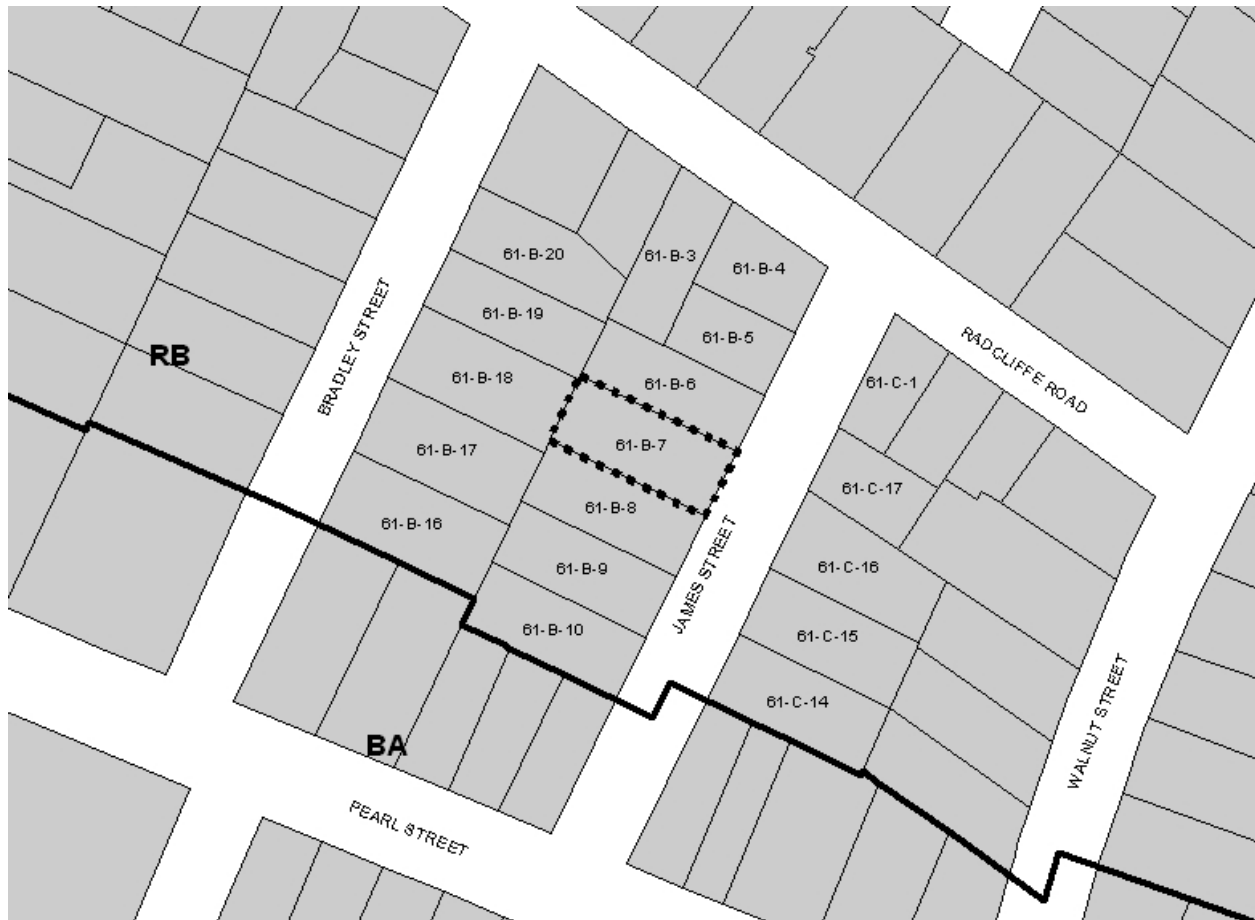 61-B-20
61-B-3
61-B-4
61-B-19
61-B-5
RADCLIFFE ROAD
RB
BRADLEY STREET
61-B-18
61-B-6
61-C-1
61-B-17
61-B-7
61-C-17
61-B-16
61-B-8
JAMES STREET
61-C-16
61-B-9
61-B-10
61-C-15
61-C-14
WALNUT STREET
BA
PEARL STREET